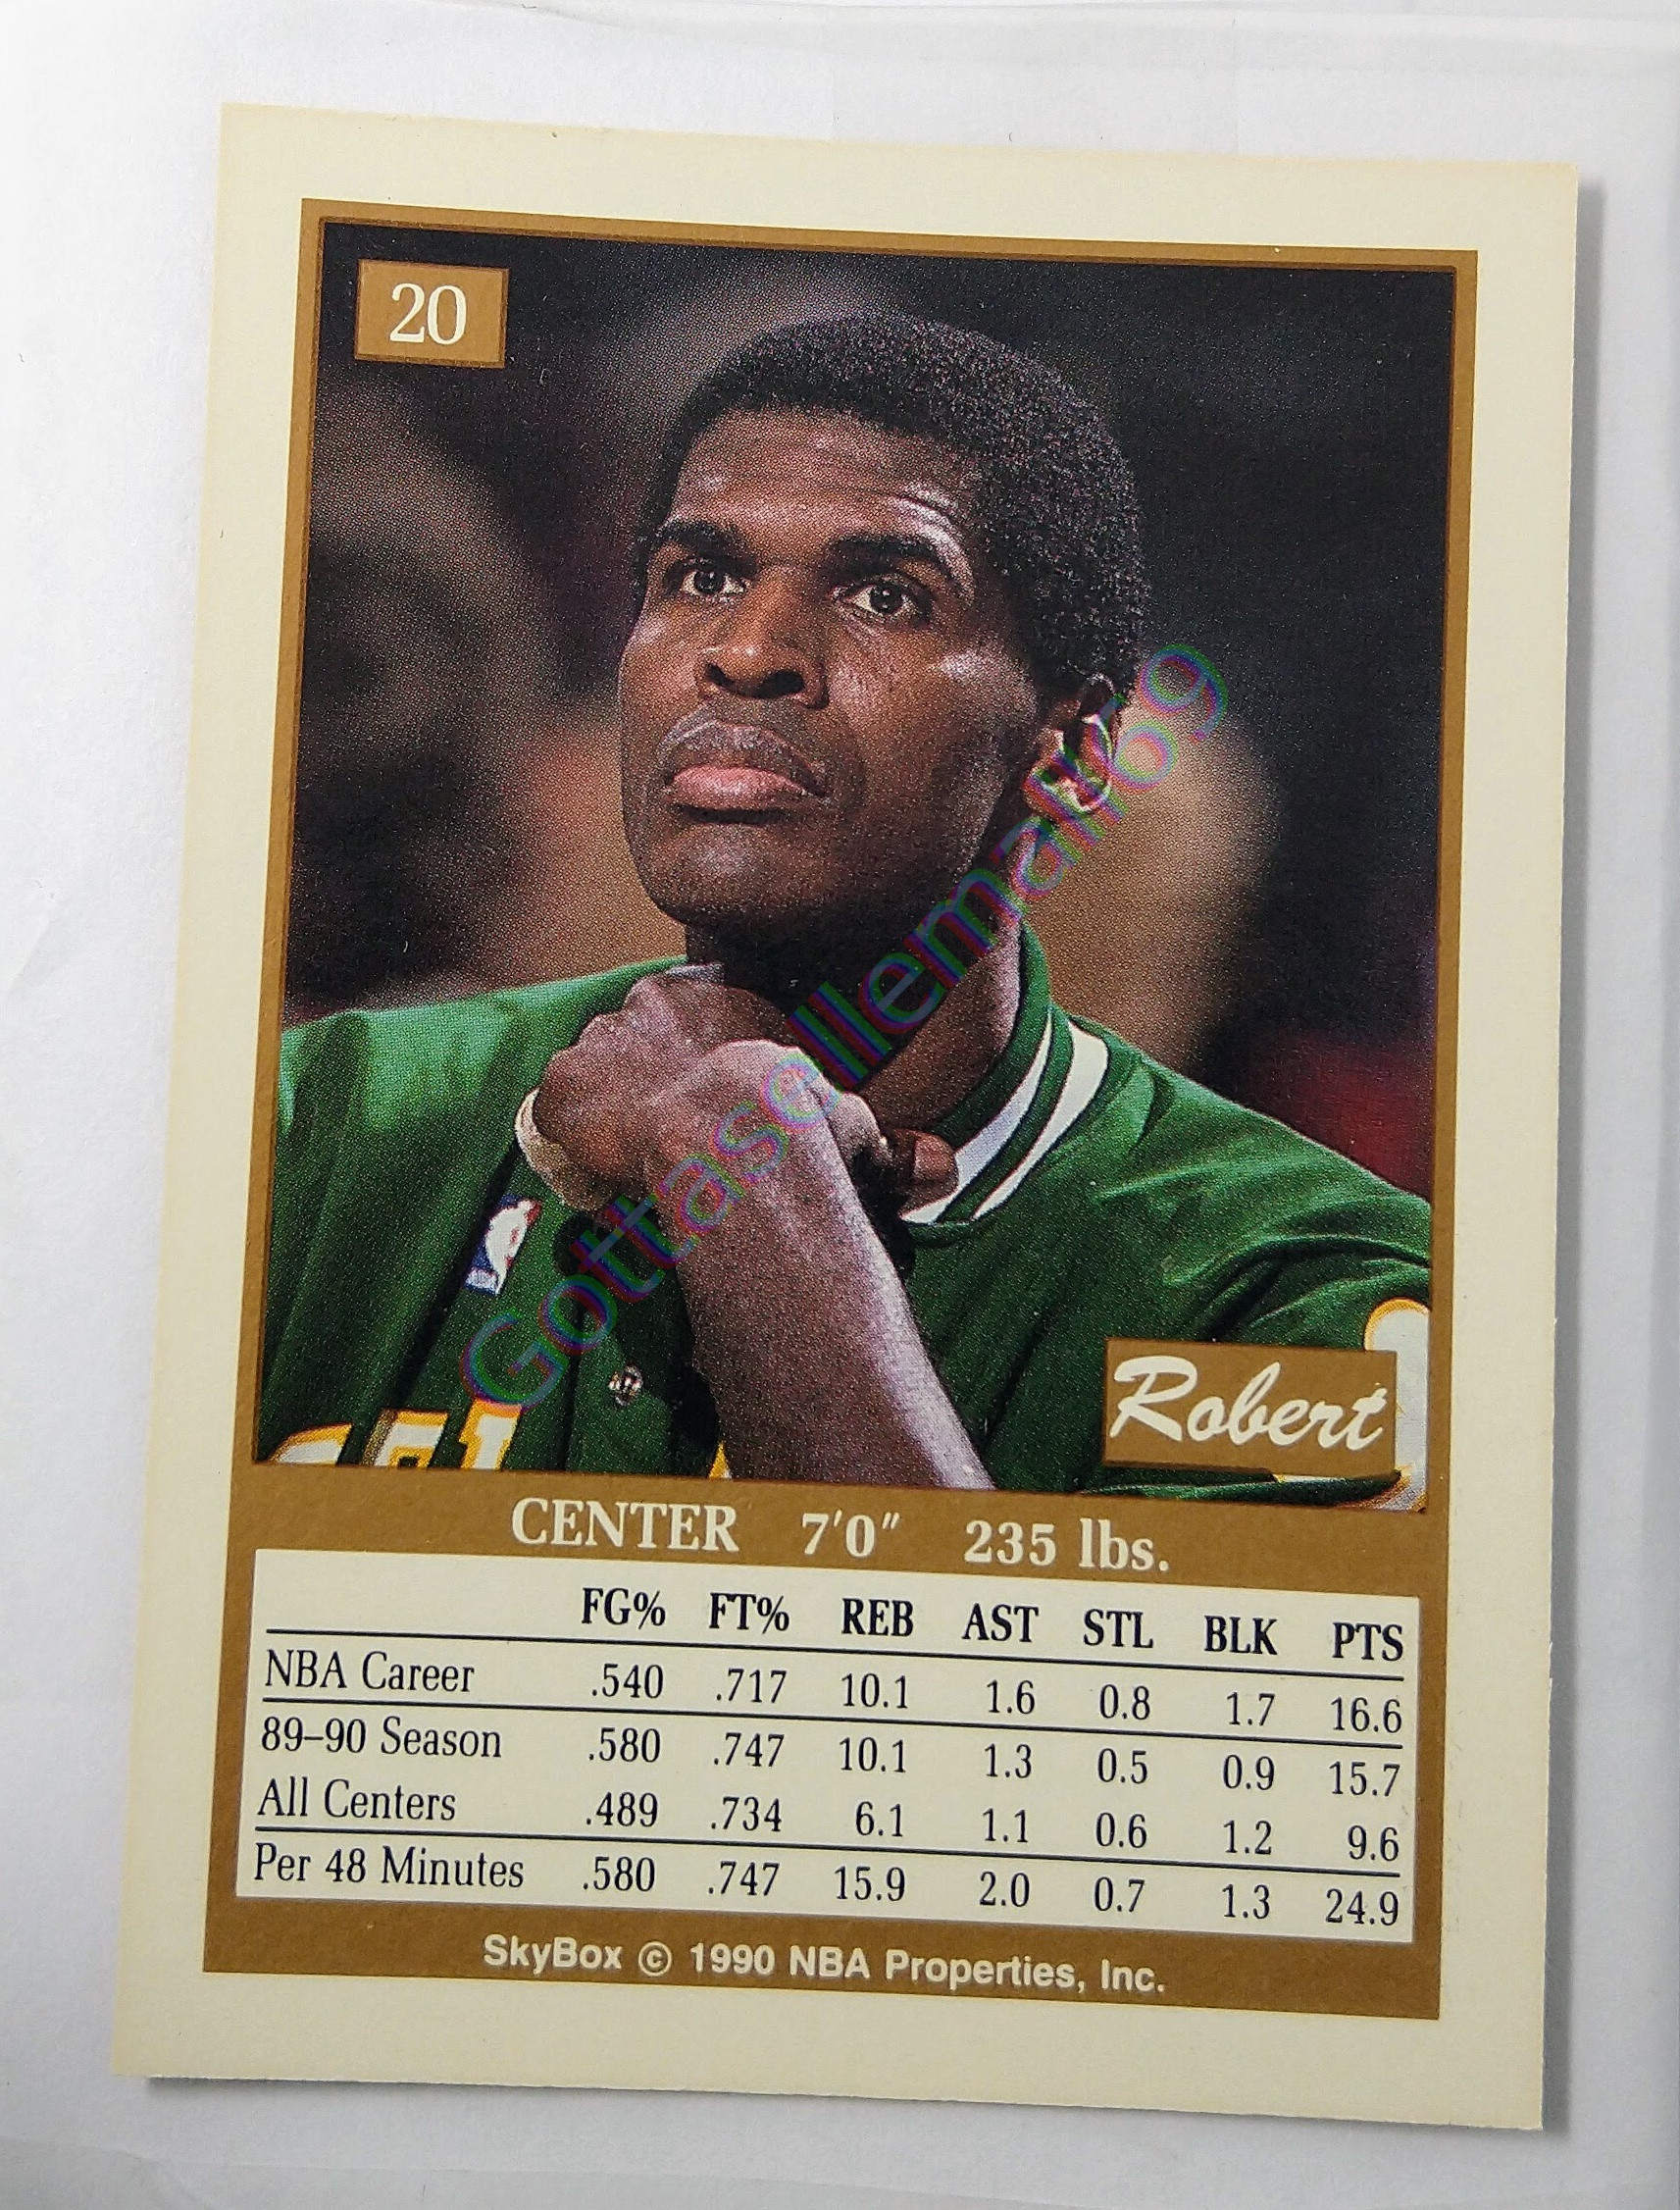 20
Gottasellemall69
Robert
CENTER 7'0" 235 lbs.
FG% FT% REB AST STL BLK PTS
NBA Career .540 .717 10.1 1.6 0.8 1.7 16.6
89–90 Season .580 .747 10.1 1.3 0.5 0.9 15.7
All Centers .489 .734 6.1 1.1 0.6 1.2 9.6
Per 48 Minutes .580 .747 15.9 2.0 0.7 1.3 24.9
SkyBox © 1990 NBA Properties, Inc.